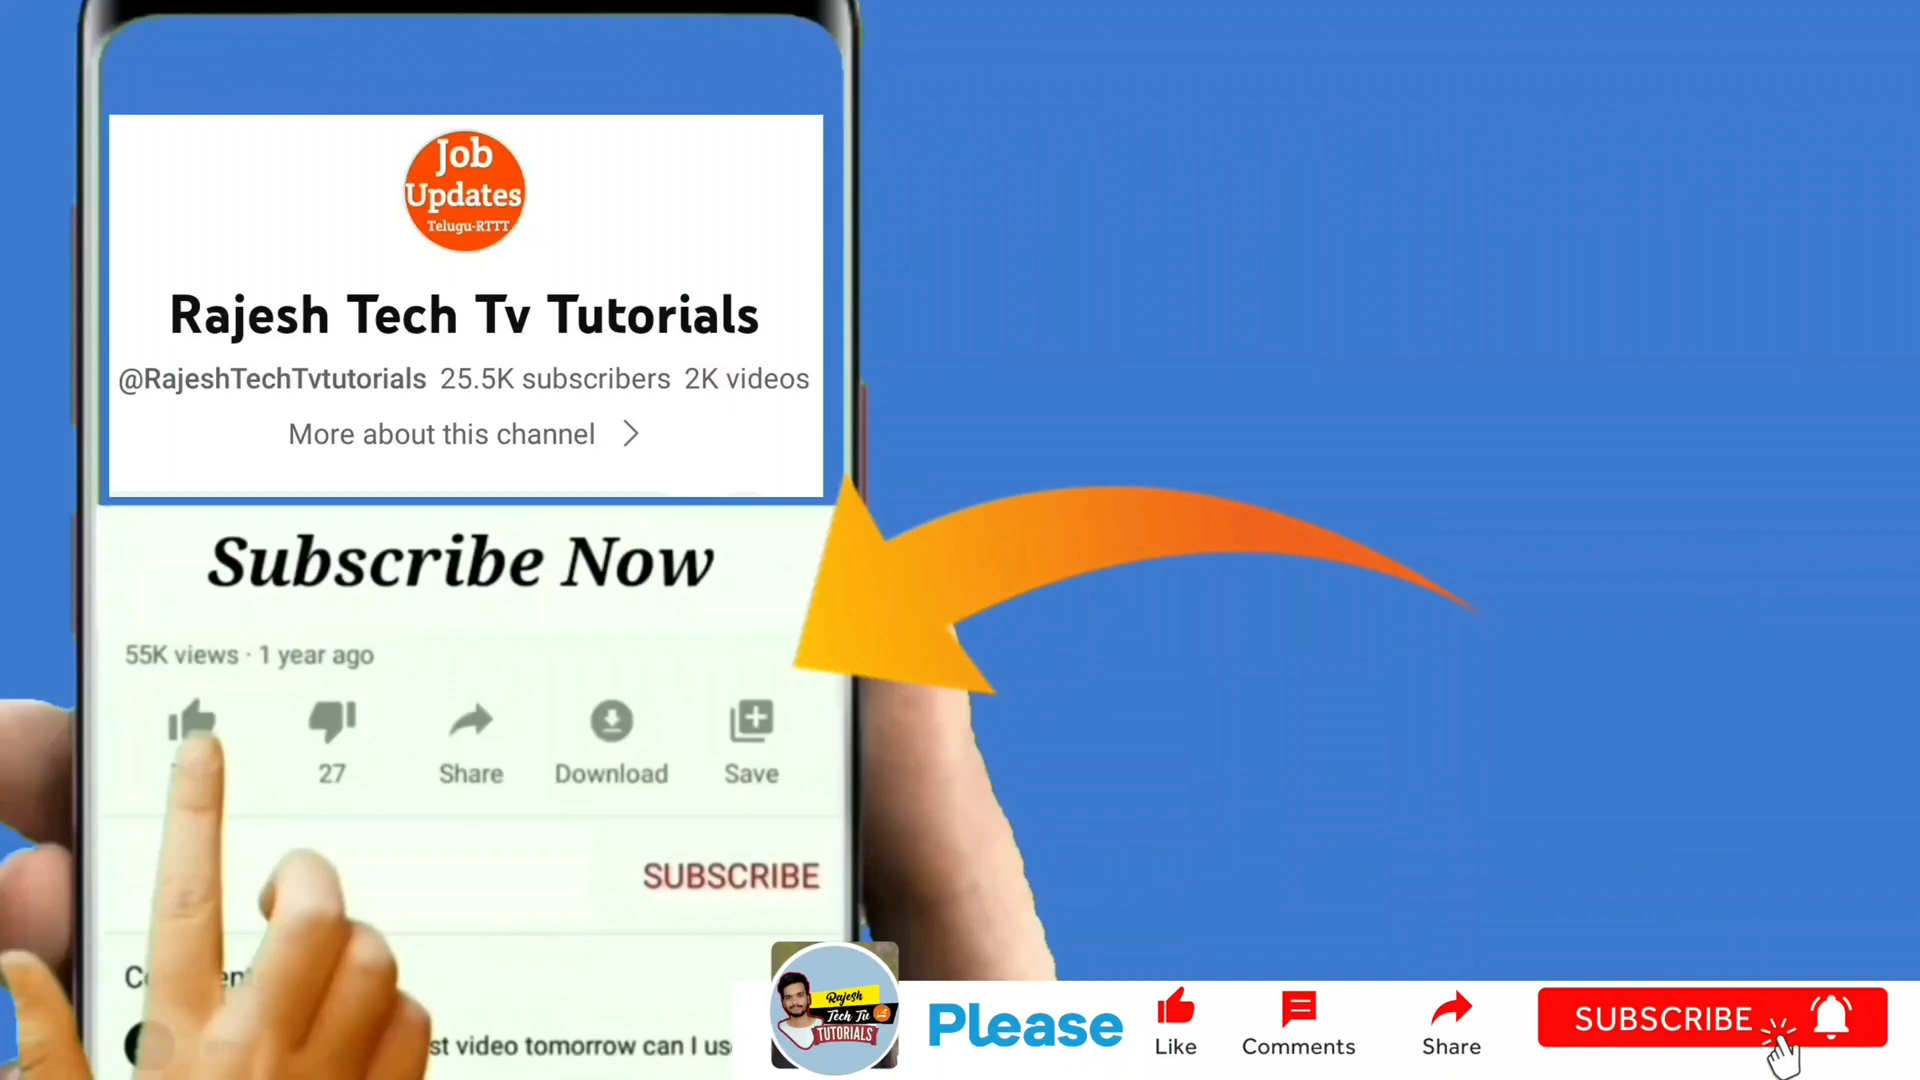 Job
Updates
Telugu-RTTT
Rajesh Tech Tv Tutorials
@RajeshTechTvtutorials 25.5K subscribers 2K videos
More about this channel
Subscribe Now
55K views · 1 year ago
27 Share Download Save
SUBSCRIBE
st video tomorrow can I us
Rajesh
Tech Tv
TUTORIALS
Please
Like Comments Share
SUBSCRIBE